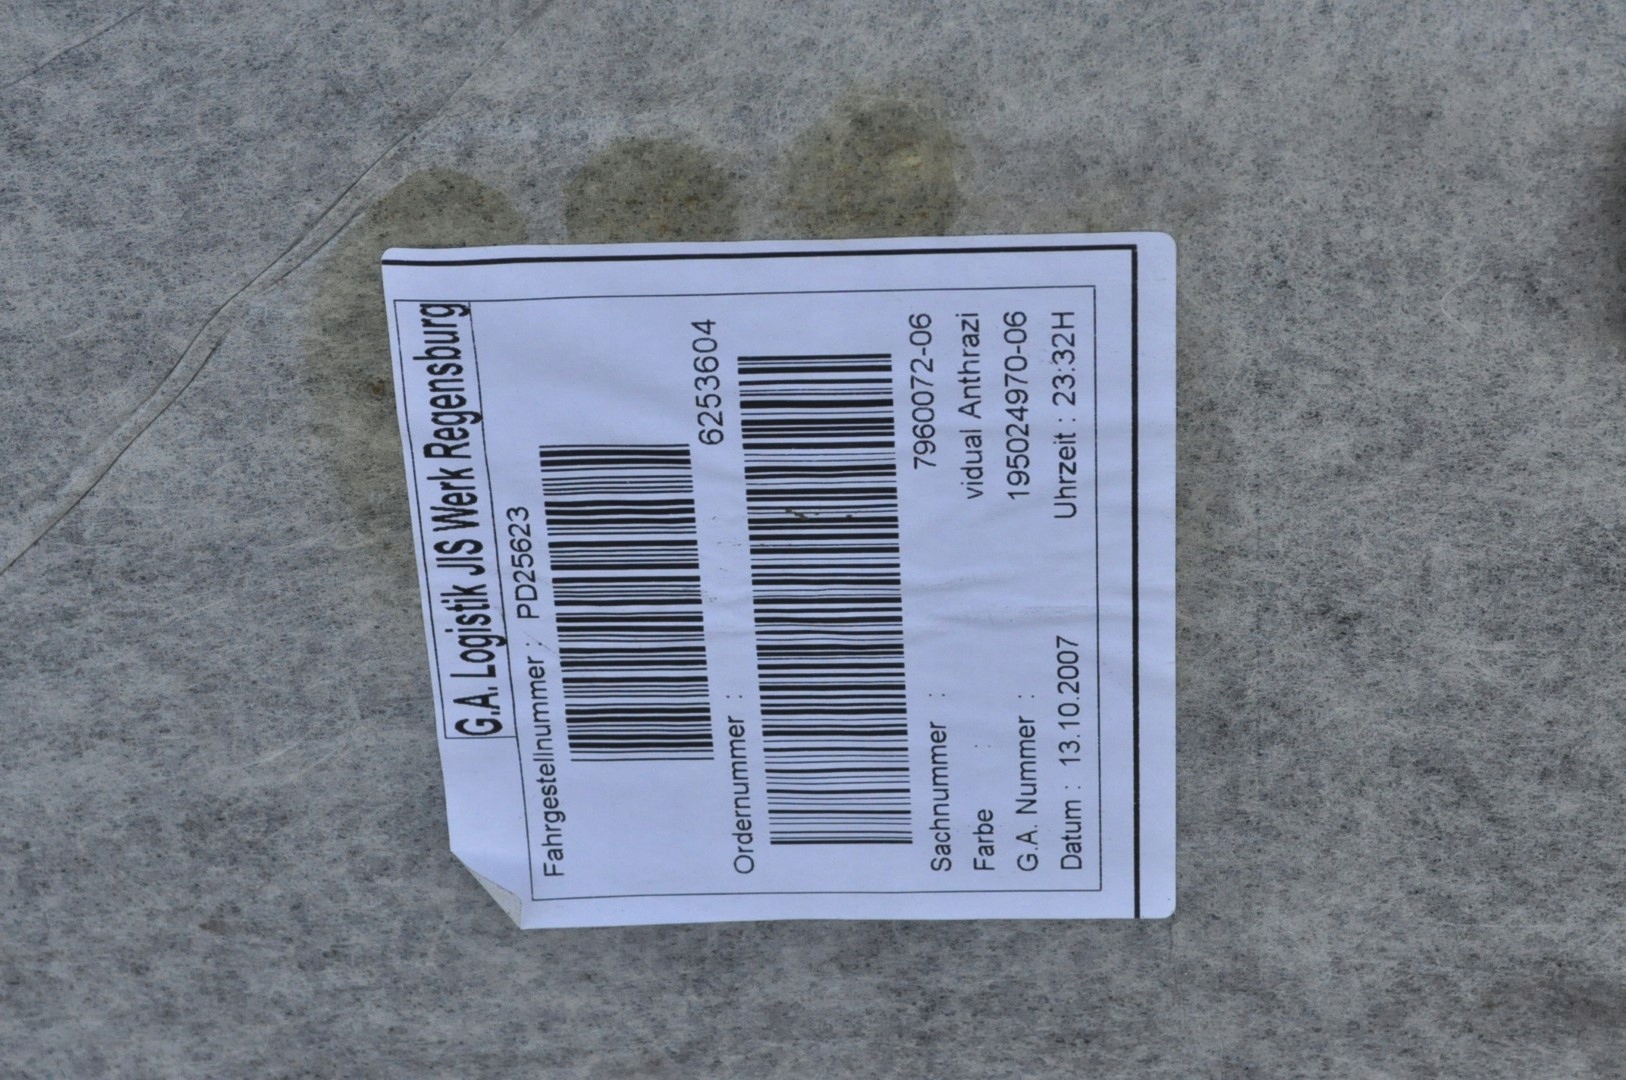 G.A. Logistik JIS Werk Regensburg
Fahrgestellnummer : PD25623
Ordernummer : 6253604
Sachnummer : 7960072-06
Farbe : vidual Anthrazi
G.A. Nummer : 195024970-06
Datum : 13.10.2007 Uhrzeit : 23:32H